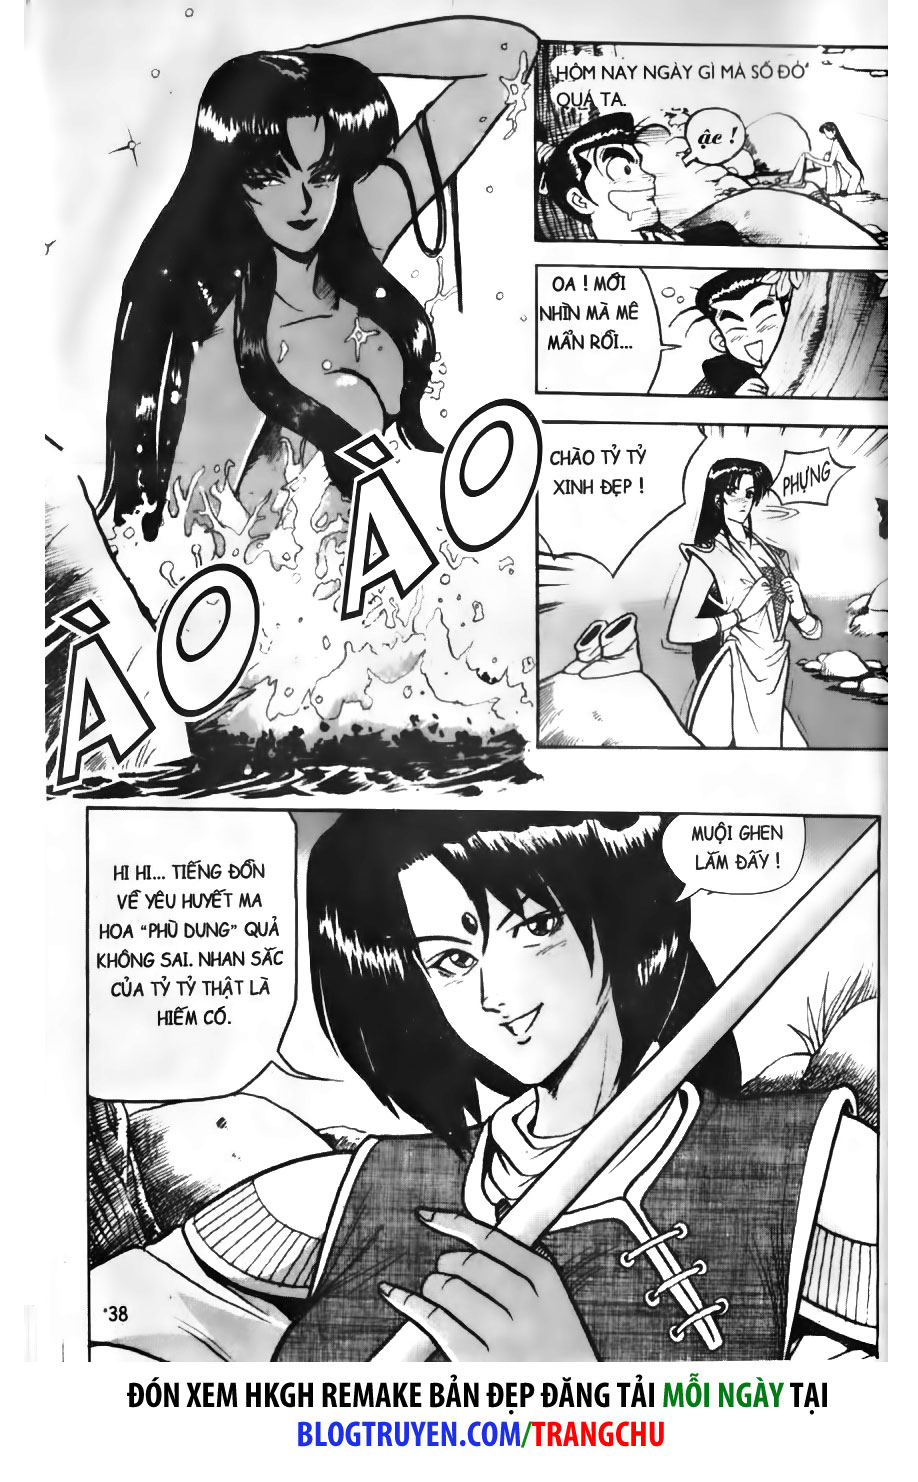 HÔM NAY NGÀY GÌ MÀ SỐ ĐỎ
QUÁ TA.
ậc !
OA ! MỚI
NHÌN MÀ MÊ
MẨN RỒI...
CHÀO TỶ TỶ
XINH ĐẸP !
PHỰNG
ÀO
ÀO
HI HI... TIẾNG ĐỒN
VỀ YÊU HUYẾT MA
HOA “PHÙ DUNG” QUẢ
KHÔNG SAI. NHAN SẮC
CỦA TỶ TỶ THẬT LÀ
HIẾM CÓ.
MUỘI GHEN
LẮM ĐẤY !
38
ĐÓN XEM HKGH REMAKE BẢN ĐẸP ĐĂNG TẢI MỖI NGÀY TẠI
BLOGTRUYEN.COM/TRANGCHU